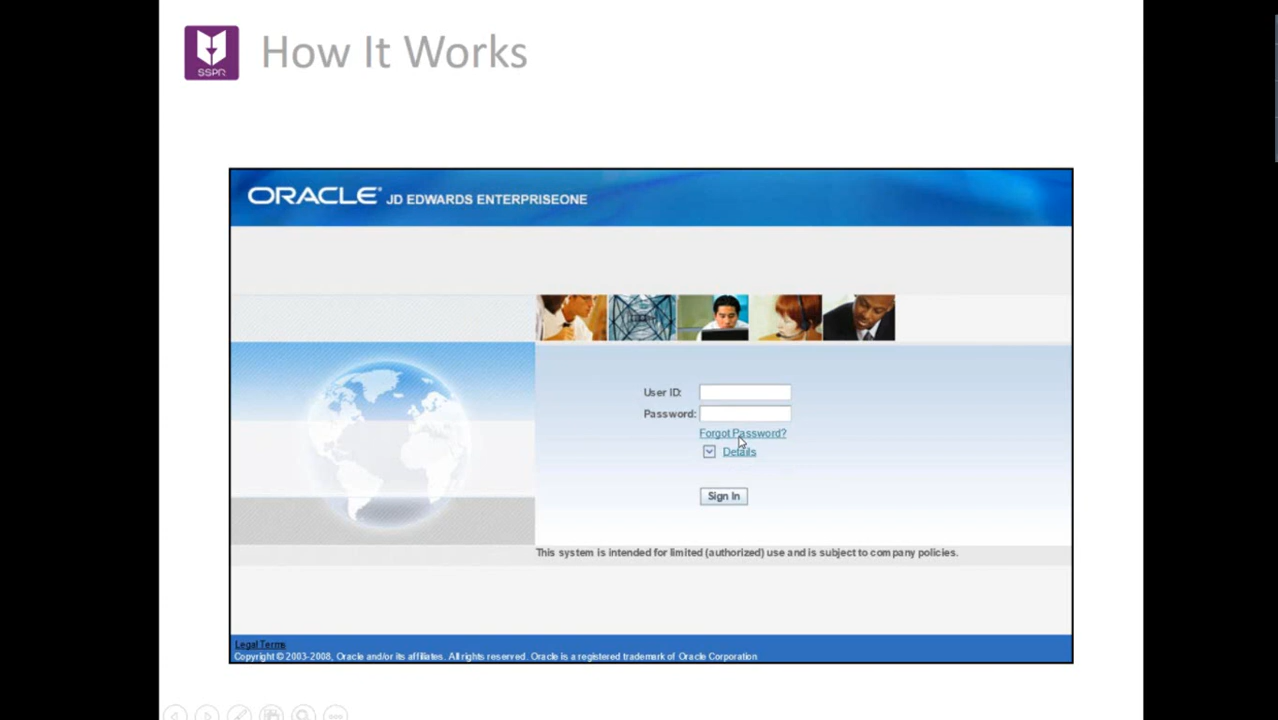 SSPR
How It Works
ORACLE® JD EDWARDS ENTERPRISEONE
User ID:
Password:
Forgot Password?
Details
Sign In
This system is intended for limited (authorized) use and is subject to company policies.
Legal Terms
Copyright © 2003-2008, Oracle and/or its affiliates. All rights reserved. Oracle is a registered trademark of Oracle Corporation